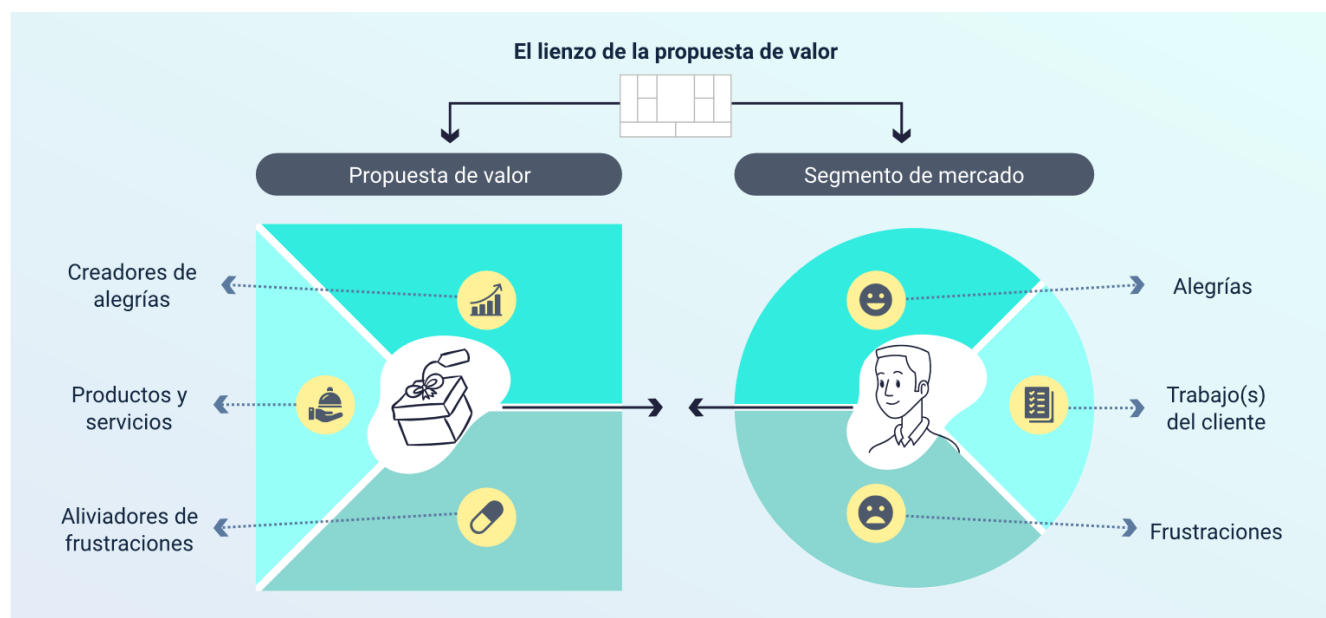 El lienzo de la propuesta de valor
Propuesta de valor
Segmento de mercado
Creadores de
alegrías
Productos y
servicios
Aliviadores de
frustraciones
Alegrías
Trabajo(s)
del cliente
Frustraciones